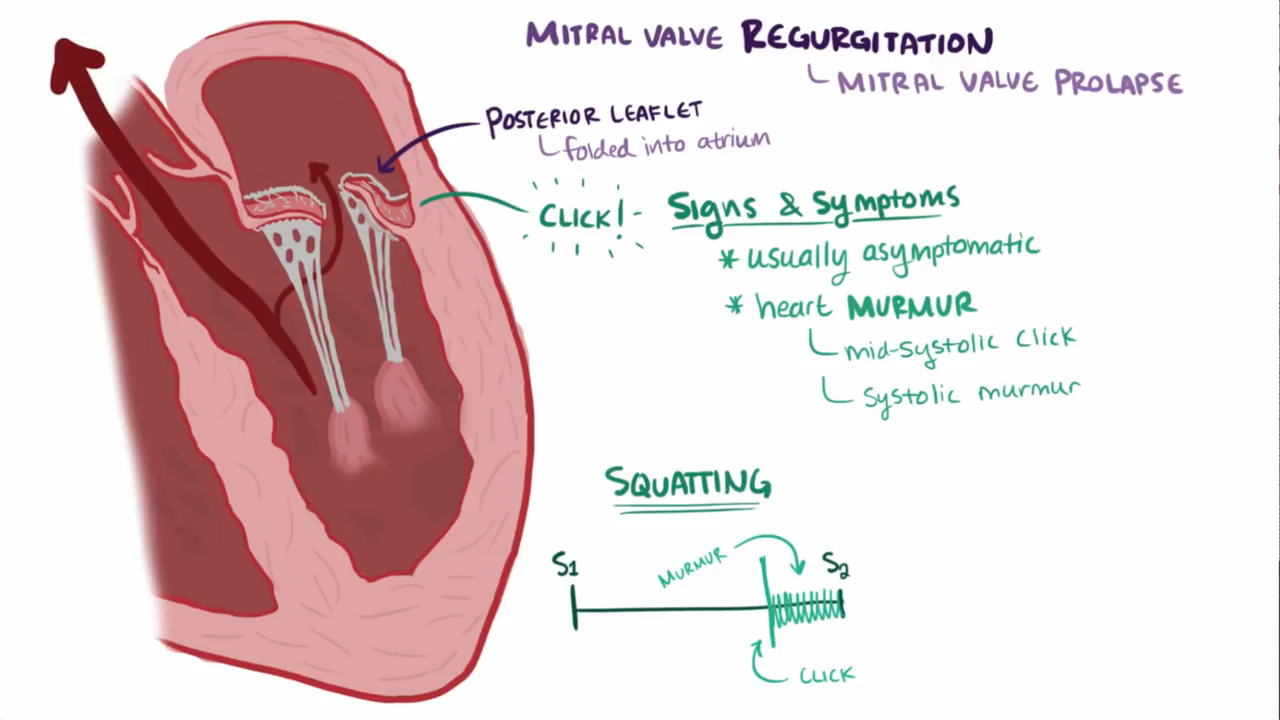 MITRAL VALVE REGURGITATION
MITRAL VALVE PROLAPSE
POSTERIOR LEAFLET
folded into atrium
CLICK!
Signs & Symptoms
* usually asymptomatic
* heart MURMUR
mid-systolic click
systolic murmur
SQUATTING
S1
MURMUR
S2
CLICK